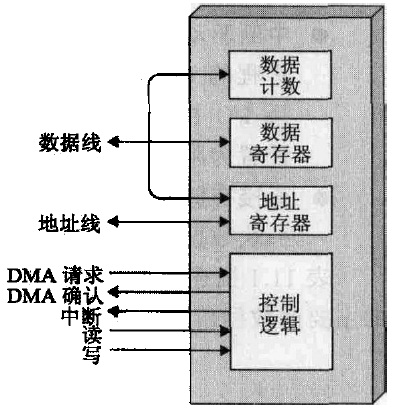 数据
计数
数据线
数据
寄存器
地址线
地址
寄存器
DMA 请求
DMA 确认
中断
读
写
控制
逻辑